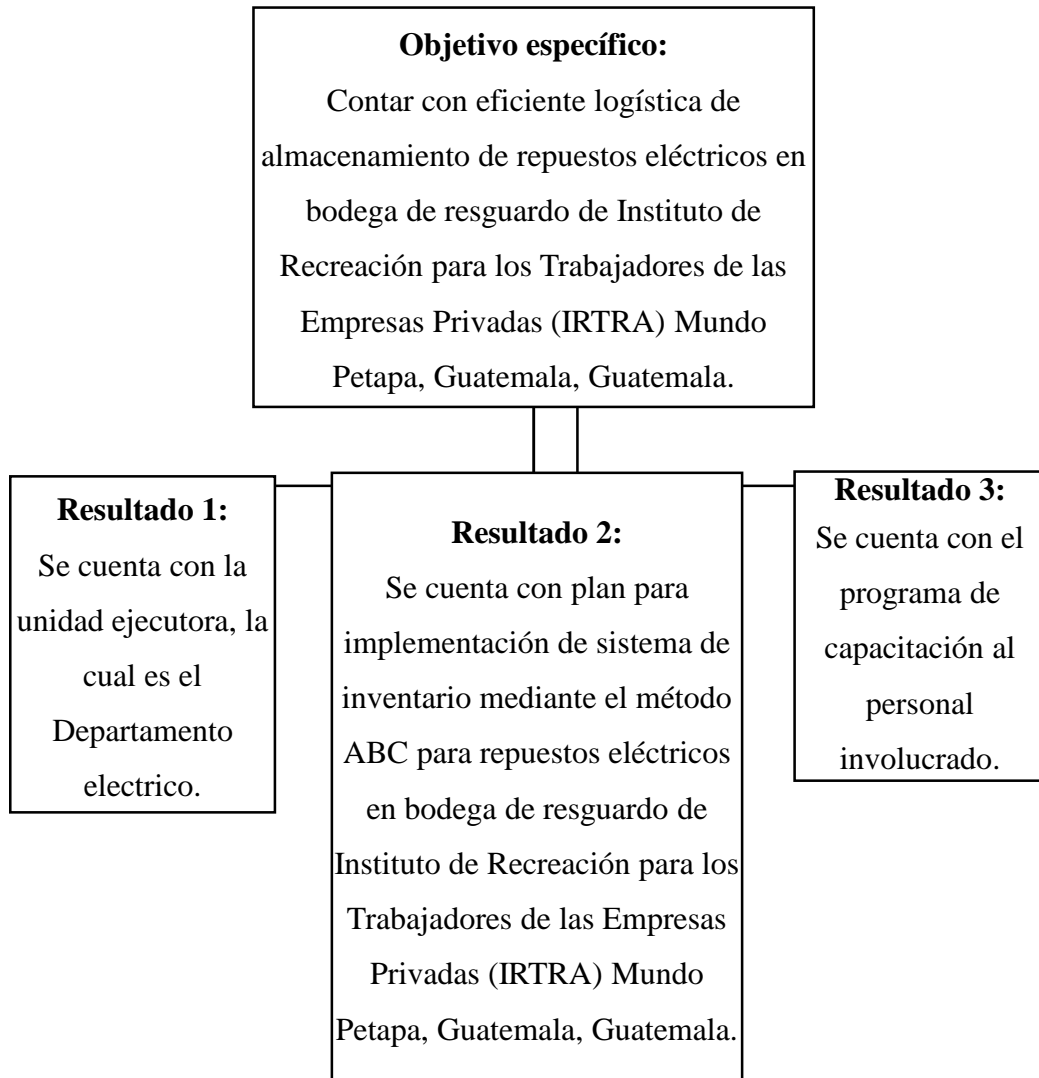 Objetivo específico:
Contar con eficiente logística de
almacenamiento de repuestos eléctricos en
bodega de resguardo de Instituto de
Recreación para los Trabajadores de las
Empresas Privadas (IRTRA) Mundo
Petapa, Guatemala, Guatemala.
Resultado 1:
Se cuenta con la
unidad ejecutora, la
cual es el
Departamento
electrico.
Resultado 2:
Se cuenta con plan para
implementación de sistema de
inventario mediante el método
ABC para repuestos eléctricos
en bodega de resguardo de
Instituto de Recreación para los
Trabajadores de las Empresas
Privadas (IRTRA) Mundo
Petapa, Guatemala, Guatemala.
Resultado 3:
Se cuenta con el
programa de
capacitación al
personal
involucrado.